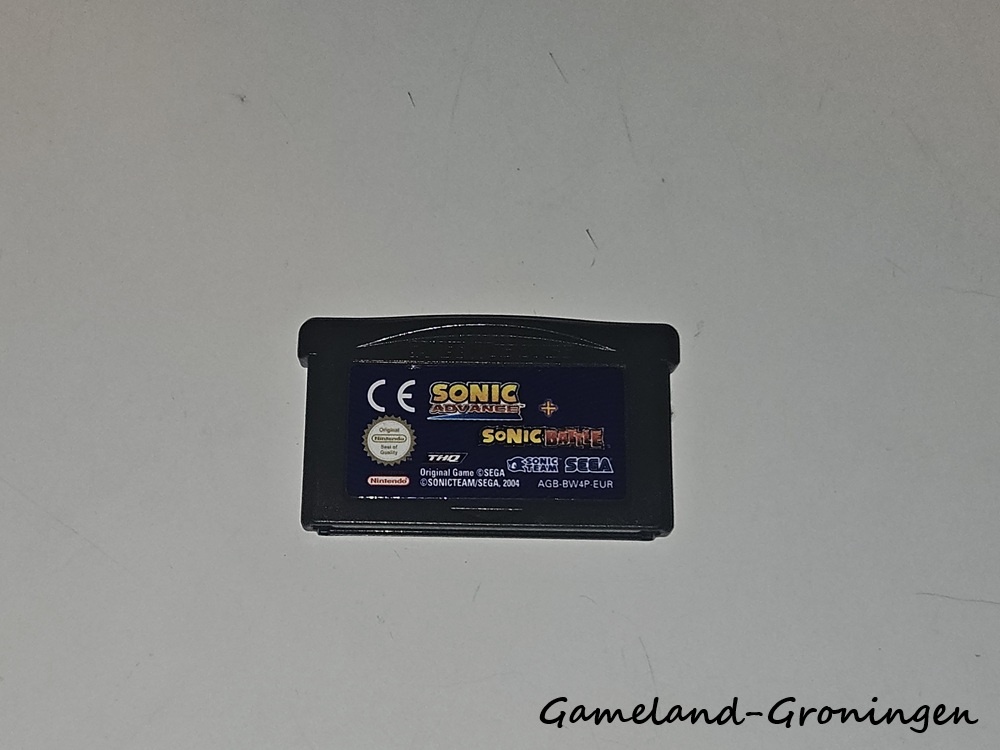 CE
SONIC
ADVANCE™
+
SONIC BATTLE
Original
Nintendo
Seal of
Quality
THQ
SONIC
TEAM
SEGA
Nintendo
Original Game ©SEGA
©SONICTEAM/SEGA, 2004
AGB-BW4P-EUR
Gameland-Groningen